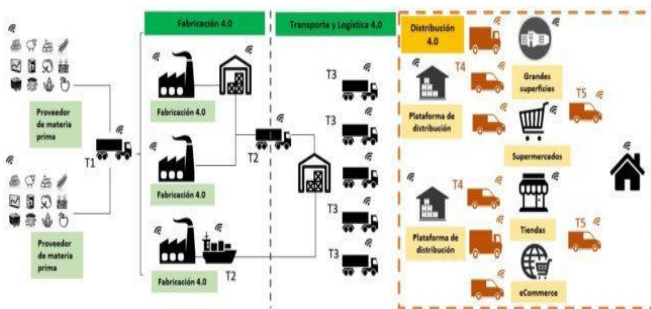 Fabricación 4.0
Transporte y Logística 4.0
Distribución
4.0
Proveedor
de materia
prima
T1
Proveedor
de materia
prima
Fabricación 4.0
Fabricación 4.0
Fabricación 4.0
T2
T2
T3
T3
T3
T3
T3
T4
Plataforma de
distribución
T4
Plataforma de
distribución
Grandes
superficies
Supermercados
Tiendas
eCommerce
T5
T5